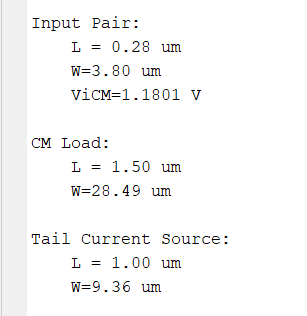 Input Pair:
L = 0.28 um
W=3.80 um
ViCM=1.1801 V
CM Load:
L = 1.50 um
W=28.49 um
Tail Current Source:
L = 1.00 um
W=9.36 um